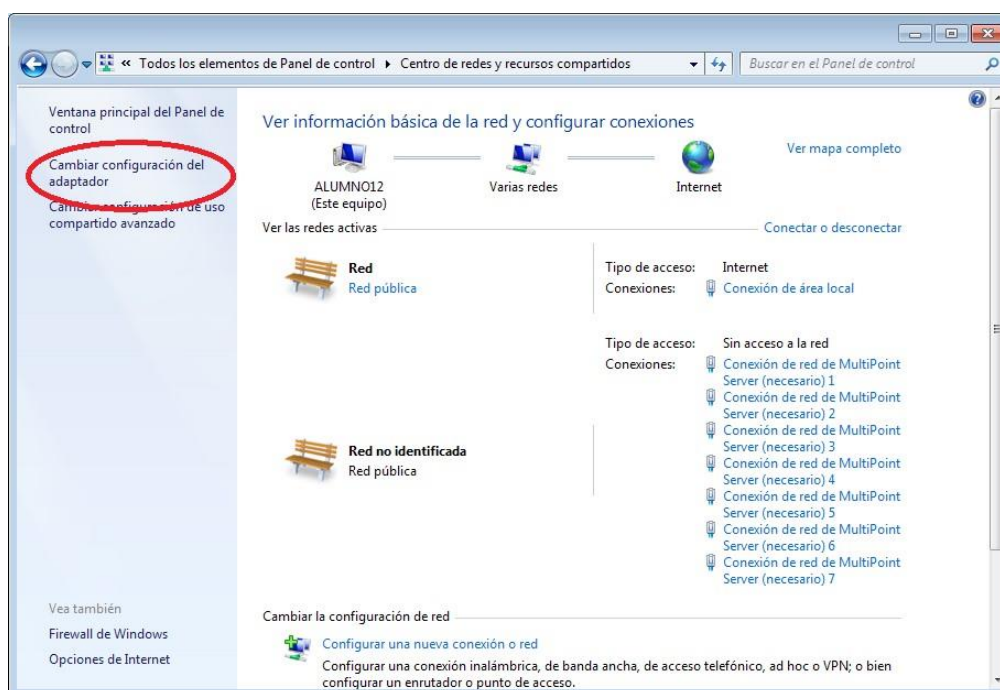 « Todos los elementos de Panel de control ▸ Centro de redes y recursos compartidos
Buscar en el Panel de control
Ventana principal del Panel de
control
Cambiar configuración del
adaptador
Cambiar configuración de uso
compartido avanzado
Vea también
Firewall de Windows
Opciones de Internet
Ver información básica de la red y configurar conexiones
Ver mapa completo
ALUMNO12
(Este equipo)
Varias redes
Internet
Ver las redes activas
Conectar o desconectar
Red
Red pública
Tipo de acceso: Internet
Conexiones: Conexión de área local
Red no identificada
Red pública
Tipo de acceso: Sin acceso a la red
Conexiones: Conexión de red de MultiPoint
Server (necesario) 1
Conexión de red de MultiPoint
Server (necesario) 2
Conexión de red de MultiPoint
Server (necesario) 3
Conexión de red de MultiPoint
Server (necesario) 4
Conexión de red de MultiPoint
Server (necesario) 5
Conexión de red de MultiPoint
Server (necesario) 6
Conexión de red de MultiPoint
Server (necesario) 7
Cambiar la configuración de red
Configurar una nueva conexión o red
Configurar una conexión inalámbrica, de banda ancha, de acceso telefónico, ad hoc o VPN; o bien
configurar un enrutador o punto de acceso.